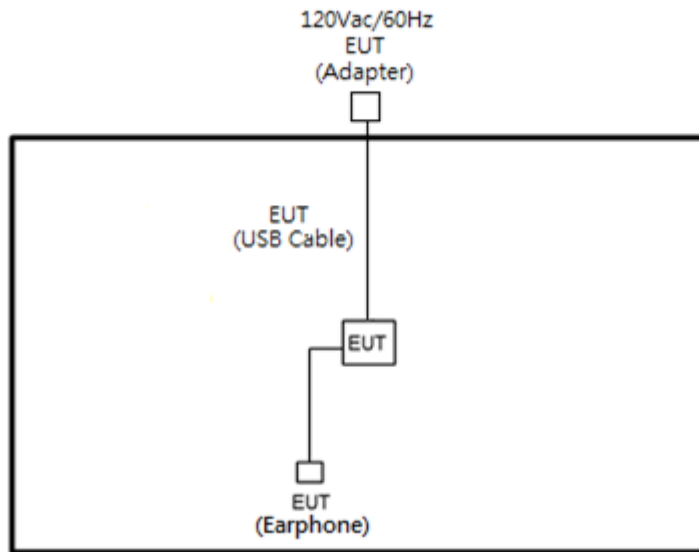 120Vac/60Hz
EUT
(Adapter)
EUT
(USB Cable)
EUT
EUT
(Earphone)